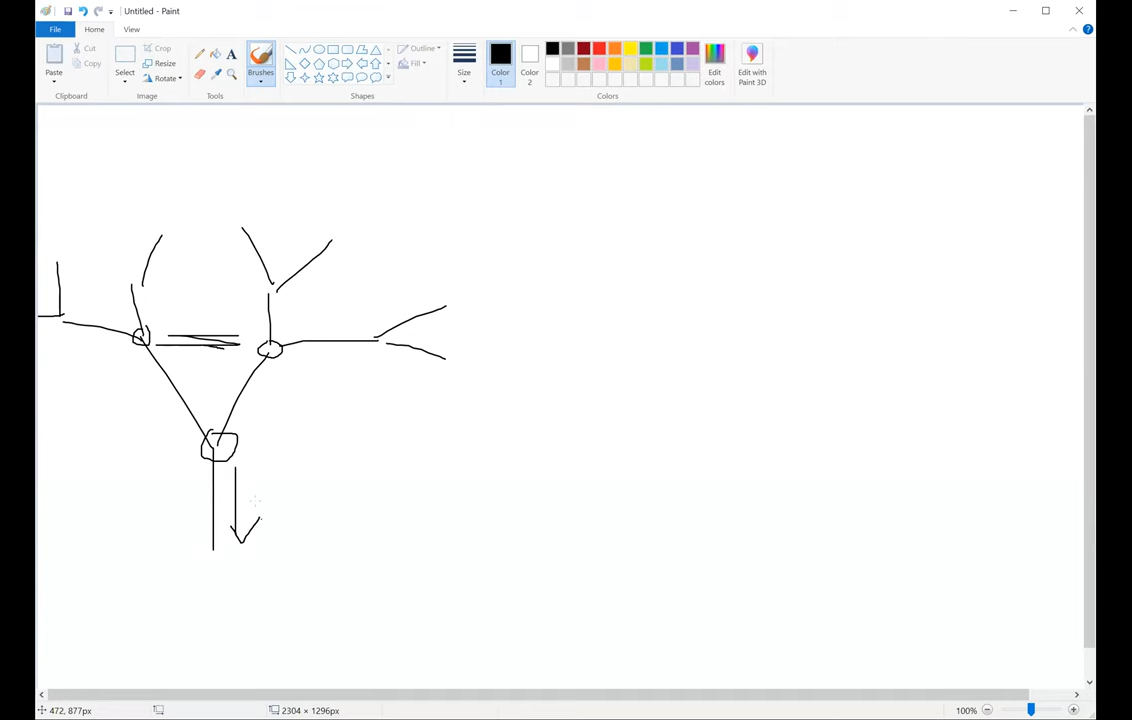 Untitled - Paint
File
Home
View
Paste
Cut
Copy
Clipboard
Select
Crop
Resize
Rotate
Image
A
Tools
Brushes
Shapes
Outline
Fill
Size
Color
1
Color
2
Edit
colors
Edit with
Paint 3D
Colors
472, 877px
2304 × 1296px
100%